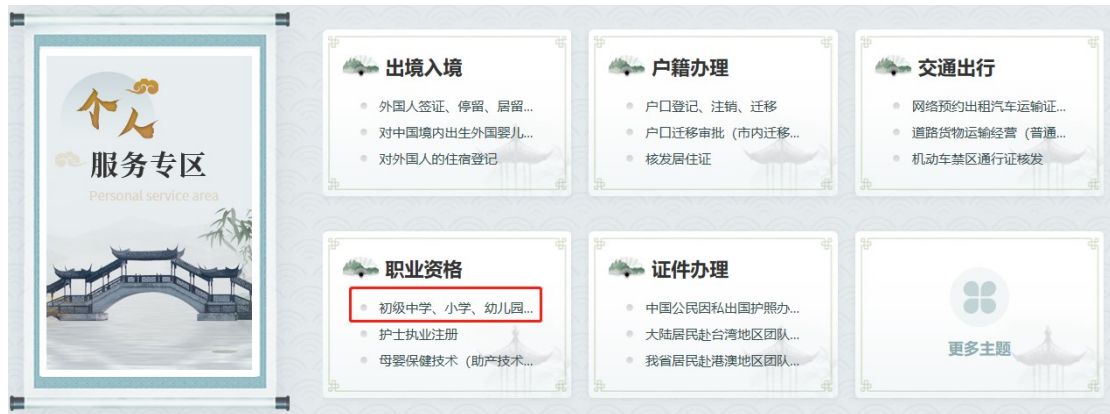 个人
服务专区
Personal service area
出境入境
外国人签证、停留、居留...
对中国境内出生外国婴儿...
对外国人的住宿登记
户籍办理
户口登记、注销、迁移
户口迁移审批（市内迁移...
核发居住证
交通出行
网络预约出租汽车运输证...
道路货物运输经营（普通...
机动车禁区通行证核发
职业资格
初级中学、小学、幼儿园...
护士执业注册
母婴保健技术（助产技术...
证件办理
中国公民因私出国护照办...
大陆居民赴台湾地区团队...
我省居民赴港澳地区团队...
更多主题